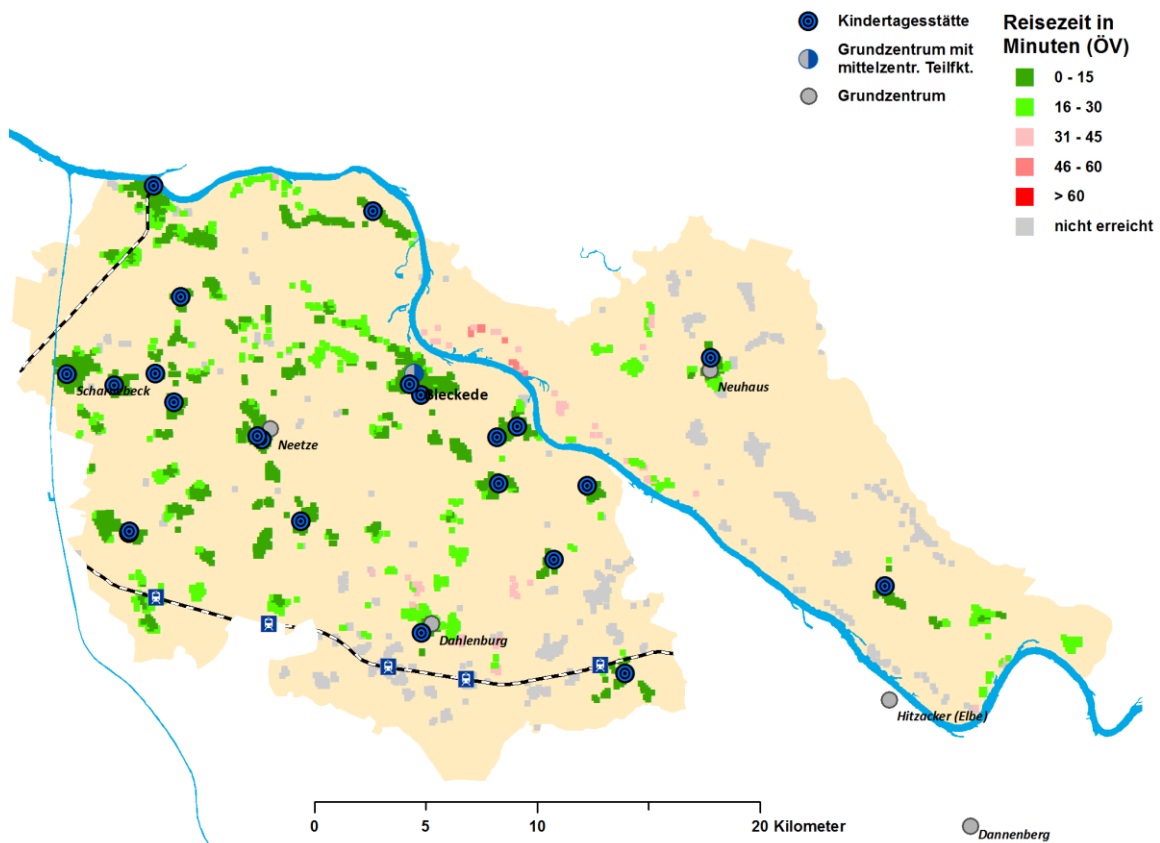 Kindertagesstätte
Grundzentrum mit
mittelzentr. Teilfkt.
Grundzentrum
Reisezeit in
Minuten (ÖV)
0 - 15
16 - 30
31 - 45
46 - 60
> 60
nicht erreicht
Neuhaus
Scharnebeck
Bleckede
Neetze
Dahlenburg
Hitzacker (Elbe)
0
5
10
20 Kilometer
Dannenberg